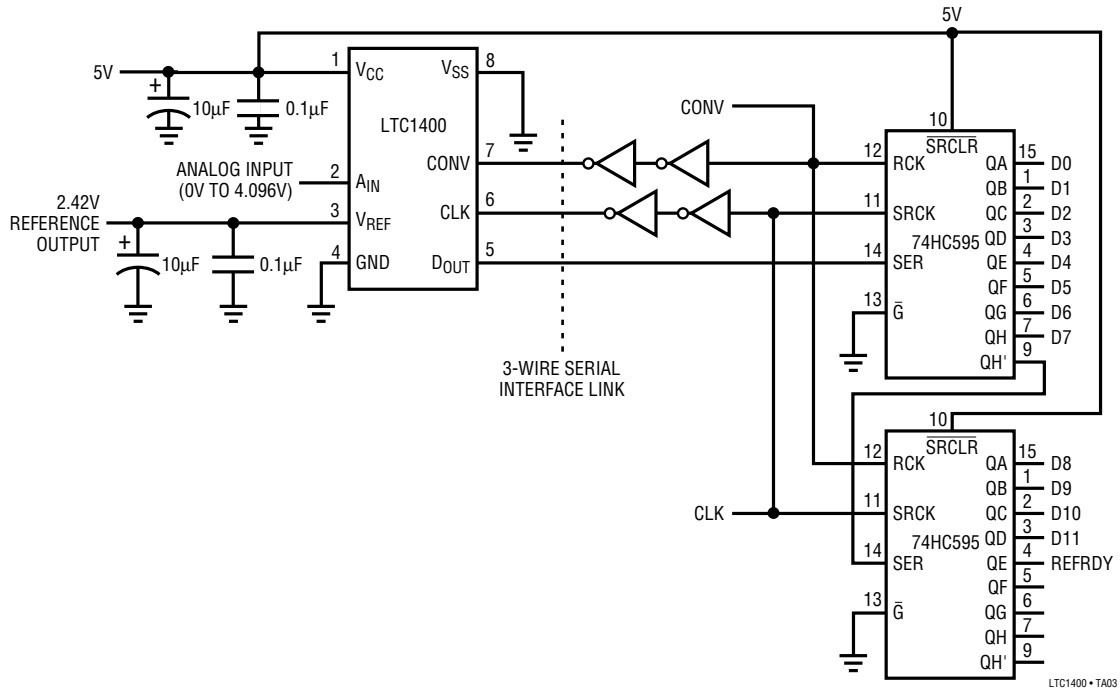 5V
5V
+
10µF
0.1µF
1
VCC
VSS
8
LTC1400
ANALOG INPUT
(0V TO 4.096V)
2
AIN
CONV
7
2.42V
REFERENCE
OUTPUT
3
VREF
CLK
6
+
10µF
0.1µF
4
GND
DOUT
5
3-WIRE SERIAL
INTERFACE LINK
CONV
CLK
10
SRCLR
12
RCK
11
SRCK
74HC595
14
SER
13
G̅
QA
15
D0
QB
1
D1
QC
2
D2
QD
3
D3
QE
4
D4
QF
5
D5
QG
6
D6
QH
7
D7
QH'
9
10
SRCLR
12
RCK
11
SRCK
74HC595
14
SER
13
G̅
QA
15
D8
QB
1
D9
QC
2
D10
QD
3
D11
QE
4
REFRDY
QF
5
QG
6
QH
7
QH'
9
LTC1400 • TA03